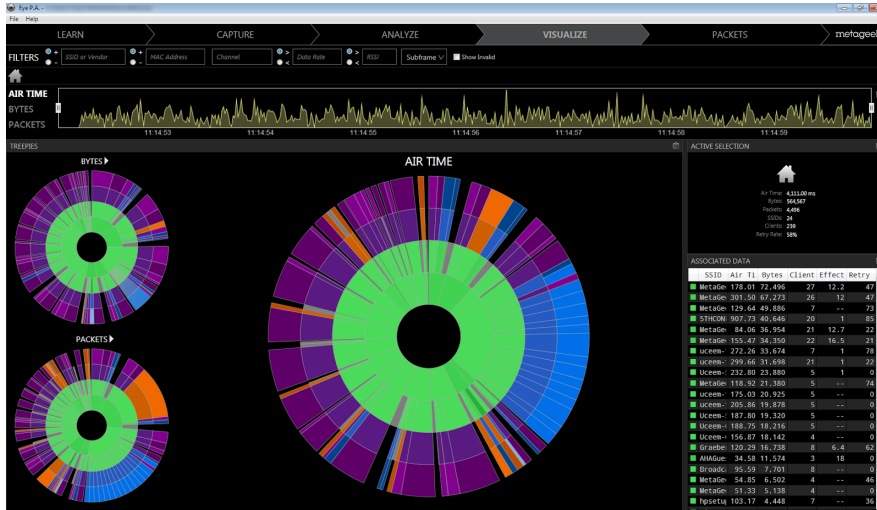 Eye P.A. -
File Help
LEARN CAPTURE ANALYZE VISUALIZE PACKETS metageek
FILTERS + - SSID or Vendor + - MAC Address Channel > < Data Rate > < RSSI Subframe Show Invalid
AIR TIME
BYTES
PACKETS
11:14:53 11:14:54 11:14:55 11:14:56 11:14:57 11:14:58 11:14:59
TREEPIES
BYTES
AIR TIME
PACKETS
ACTIVE SELECTION
Air Time: 4,111.00 ms
Bytes: 564,567
Packets: 4,496
SSIDs: 24
Clients: 239
Retry Rate: 58%
ASSOCIATED DATA
SSID Air Ti Bytes Client Effect Retry
MetaGe 178.01 72,496 27 12.2 47
MetaGe 301.50 67,273 26 12 47
MetaGe 129.64 49,886 7 -- 73
5THCON 907.73 40,646 20 1 85
MetaGe 84.06 36,954 21 12.7 22
MetaGe 155.47 34,350 22 16.5 21
uceem- 272.26 33,674 7 1 78
uceem- 299.66 31,698 21 1 22
Uceem- 232.80 23,880 5 1 0
MetaGe 118.92 21,380 5 -- 74
uceem- 175.03 20,925 5 -- 0
uceem- 205.86 19,878 5 -- 0
Uceem- 187.80 19,320 5 -- 0
Uceem- 188.75 18,216 5 -- 0
Uceem- 156.87 18,142 4 -- 0
Graebe 120.29 16,738 8 6.4 62
AHAGue 34.58 11,574 3 18 0
Broadc 95.59 7,701 8 -- 0
MetaGe 54.85 6,502 4 -- 46
MetaGe 51.33 5,138 4 -- 0
hpsetu 103.17 4,448 7 -- 36